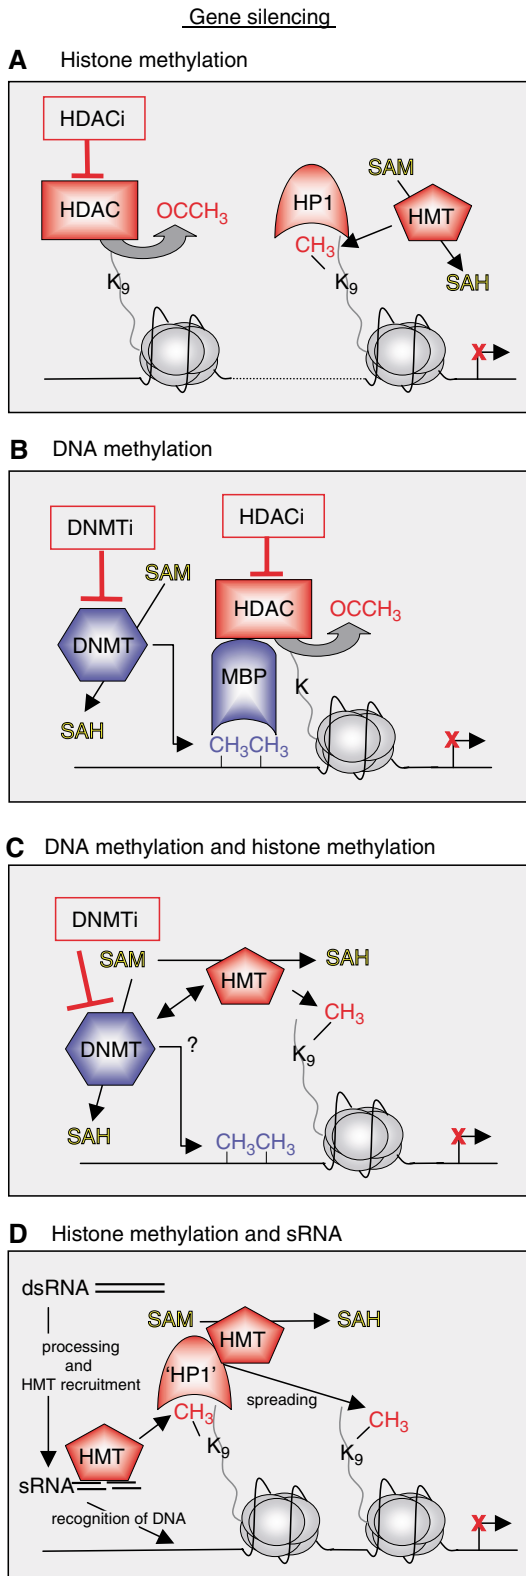 Gene silencing
A Histone methylation
HDACi
HDAC
OCCH3
K9
HP1
CH3
K9
SAM
HMT
SAH
X
B DNA methylation
DNMTi
HDACi
SAM
DNMT
SAH
HDAC
OCCH3
MBP
K
CH3CH3
X
C DNA methylation and histone methylation
DNMTi
SAM
SAH
HMT
CH3
DNMT
?
K9
SAH
CH3CH3
X
D Histone methylation and sRNA
dsRNA
SAM
HMT
SAH
processing
and
HMT recruitment
'HP1'
spreading
CH3
CH3
K9
K9
HMT
sRNA
recognition of DNA
X